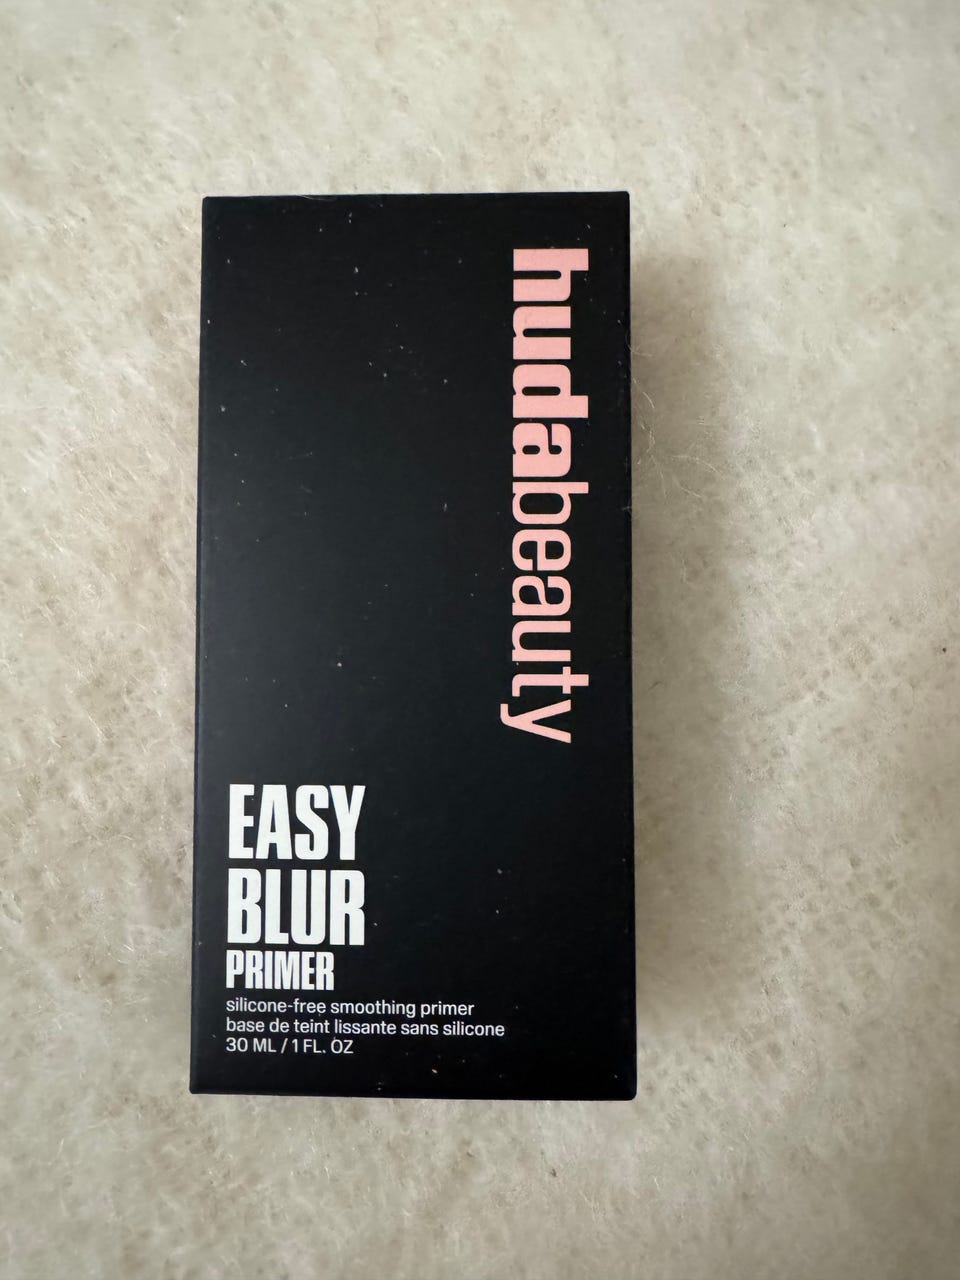 hudabeauty
EASY
BLUR
PRIMER
silicone-free smoothing primer
base de teint lissante sans silicone
30 ML / 1 FL. OZ